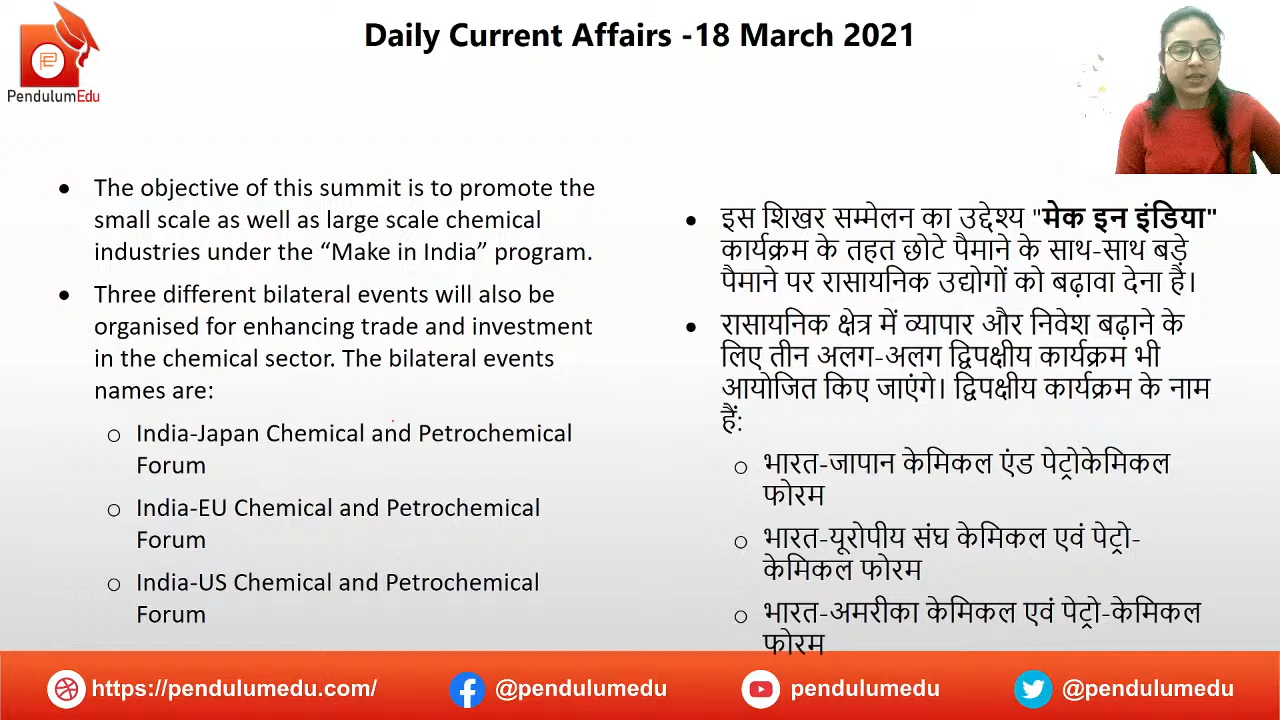 Daily Current Affairs -18 March 2021
PendulumEdu
● The objective of this summit is to promote the
small scale as well as large scale chemical
industries under the “Make in India” program.
● Three different bilateral events will also be
organised for enhancing trade and investment
in the chemical sector. The bilateral events
names are:
○ India-Japan Chemical and Petrochemical
Forum
○ India-EU Chemical and Petrochemical
Forum
○ India-US Chemical and Petrochemical
Forum
● इस शिखर सम्मेलन का उद्देश्य "मेक इन इंडिया"
कार्यक्रम के तहत छोटे पैमाने के साथ-साथ बड़े
पैमाने पर रासायनिक उद्योगों को बढ़ावा देना है।
● रासायनिक क्षेत्र में व्यापार और निवेश बढ़ाने के
लिए तीन अलग-अलग द्विपक्षीय कार्यक्रम भी
आयोजित किए जाएंगे। द्विपक्षीय कार्यक्रम के नाम
हैं:
○ भारत-जापान केमिकल एंड पेट्रोकेमिकल
फोरम
○ भारत-यूरोपीय संघ केमिकल एवं पेट्रो-
केमिकल फोरम
○ भारत-अमरीका केमिकल एवं पेट्रो-केमिकल
फोरम
https://pendulumedu.com/
@pendulumedu
pendulumedu
@pendulumedu